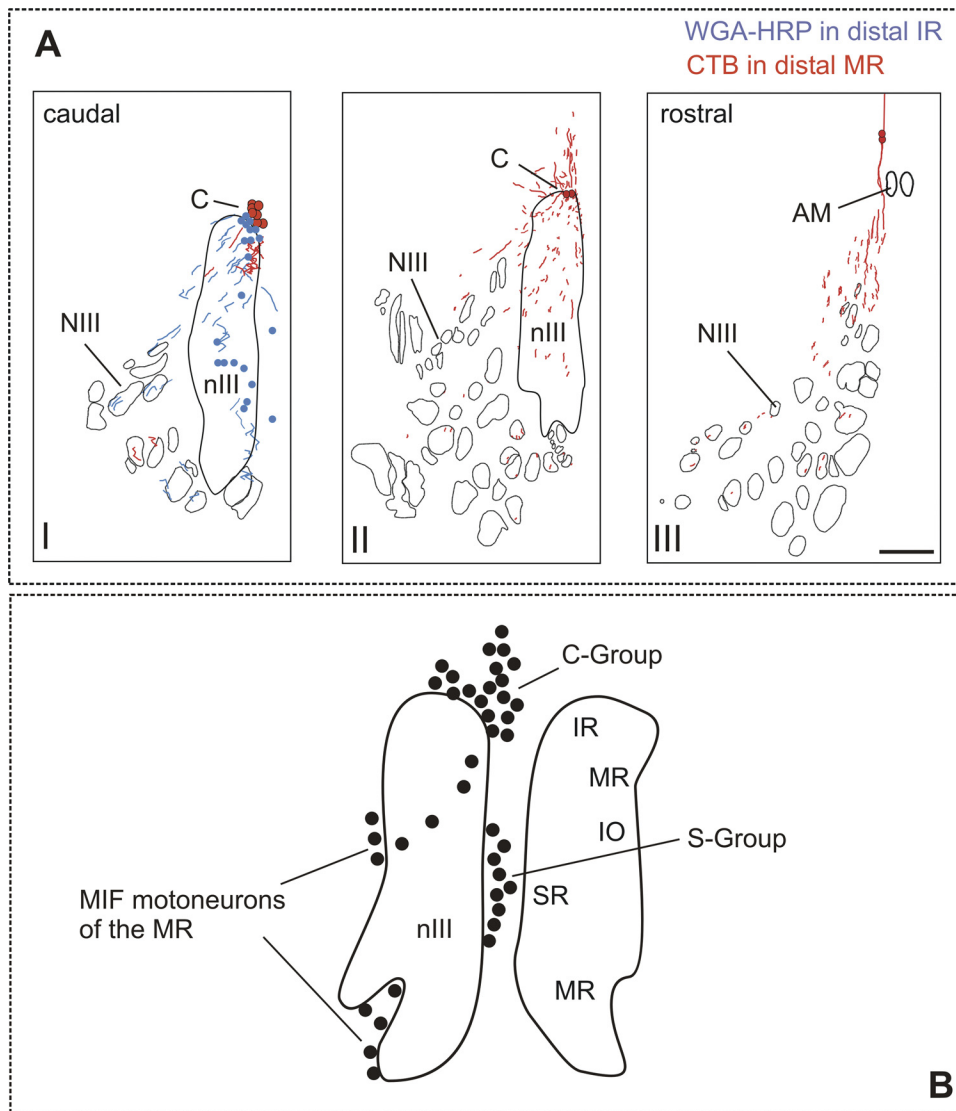 A
WGA-HRP in distal IR
CTB in distal MR
caudal
C
NIII
nIII
I
C
NIII
nIII
II
rostral
AM
NIII
III
C-Group
IR
MR
IO
S-Group
SR
MIF motoneurons
of the MR
nIII
MR
B